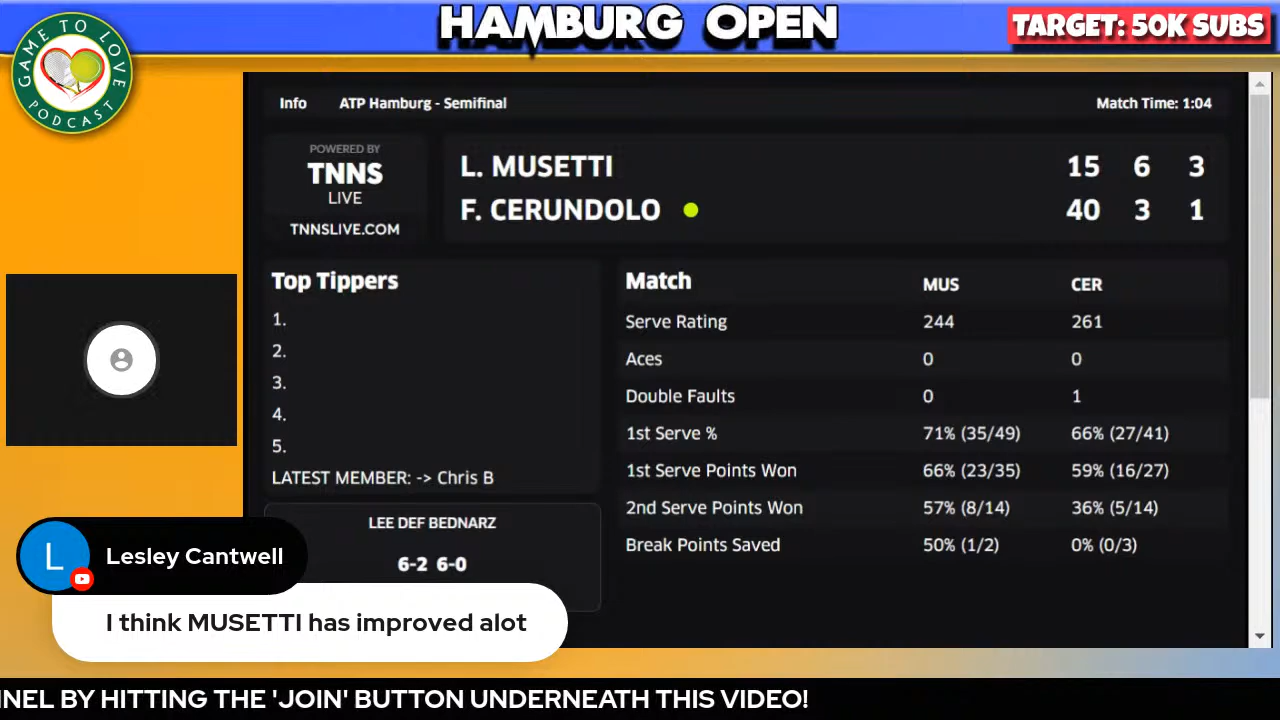 GAME TO LOVE
PODCAST
HAMBURG OPEN
TARGET: 50K SUBS
Info ATP Hamburg - Semifinal Match Time: 1:04
POWERED BY
TNNS
LIVE
TNNSLIVE.COM
L. MUSETTI 15 6 3
F. CERUNDOLO 40 3 1
Top Tippers
1.
2.
3.
4.
5.
LATEST MEMBER: -> Chris B
LEE DEF BEDNARZ
6-2 6-0
Match MUS CER
Serve Rating 244 261
Aces 0 0
Double Faults 0 1
1st Serve % 71% (35/49) 66% (27/41)
1st Serve Points Won 66% (23/35) 59% (16/27)
2nd Serve Points Won 57% (8/14) 36% (5/14)
Break Points Saved 50% (1/2) 0% (0/3)
L
Lesley Cantwell
I think MUSETTI has improved alot
NNEL BY HITTING THE 'JOIN' BUTTON UNDERNEATH THIS VIDEO!